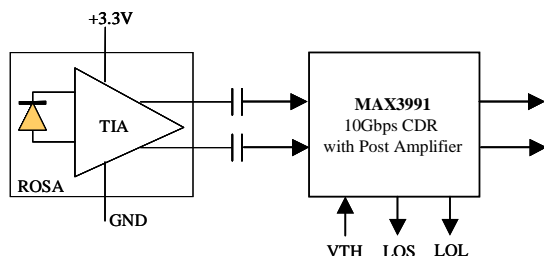 +3.3V
TIA
ROSA
GND
MAX3991
10Gbps CDR
with Post Amplifier
VTH LOS LOL